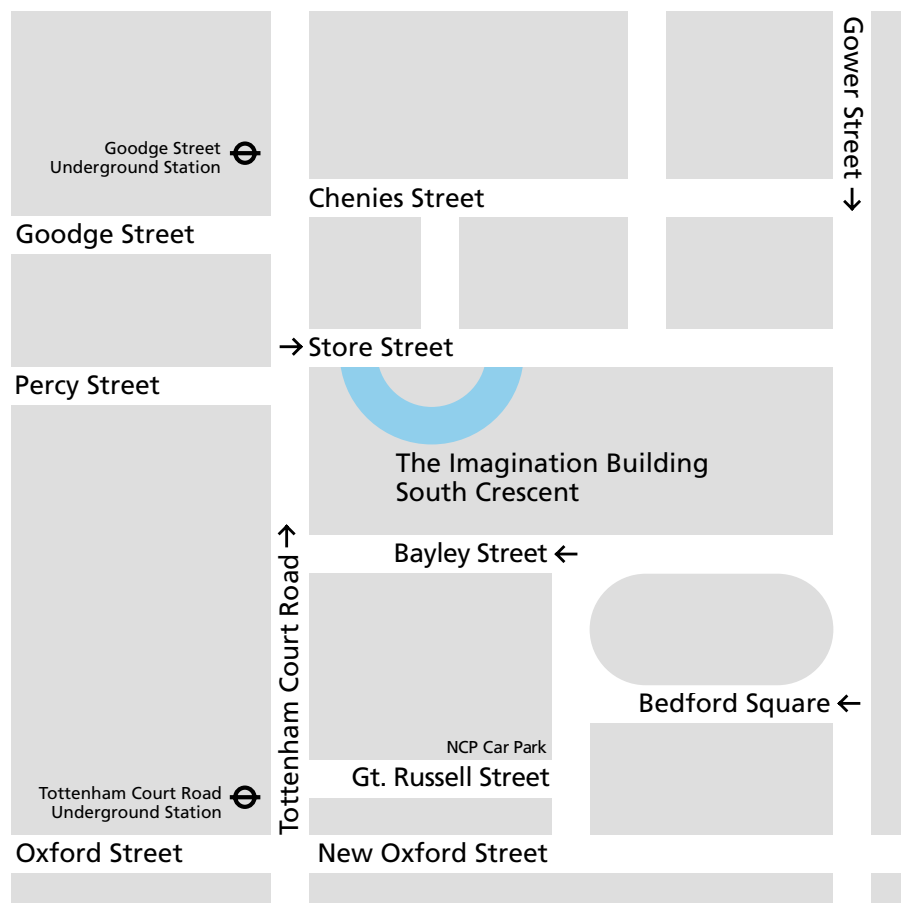 Gower Street →
Goodge Street
Underground Station
Chenies Street
Goodge Street
→ Store Street
Percy Street
The Imagination Building
South Crescent
Tottenham Court Road →
Bayley Street ←
Bedford Square ←
NCP Car Park
Gt. Russell Street
Tottenham Court Road
Underground Station
Oxford Street
New Oxford Street